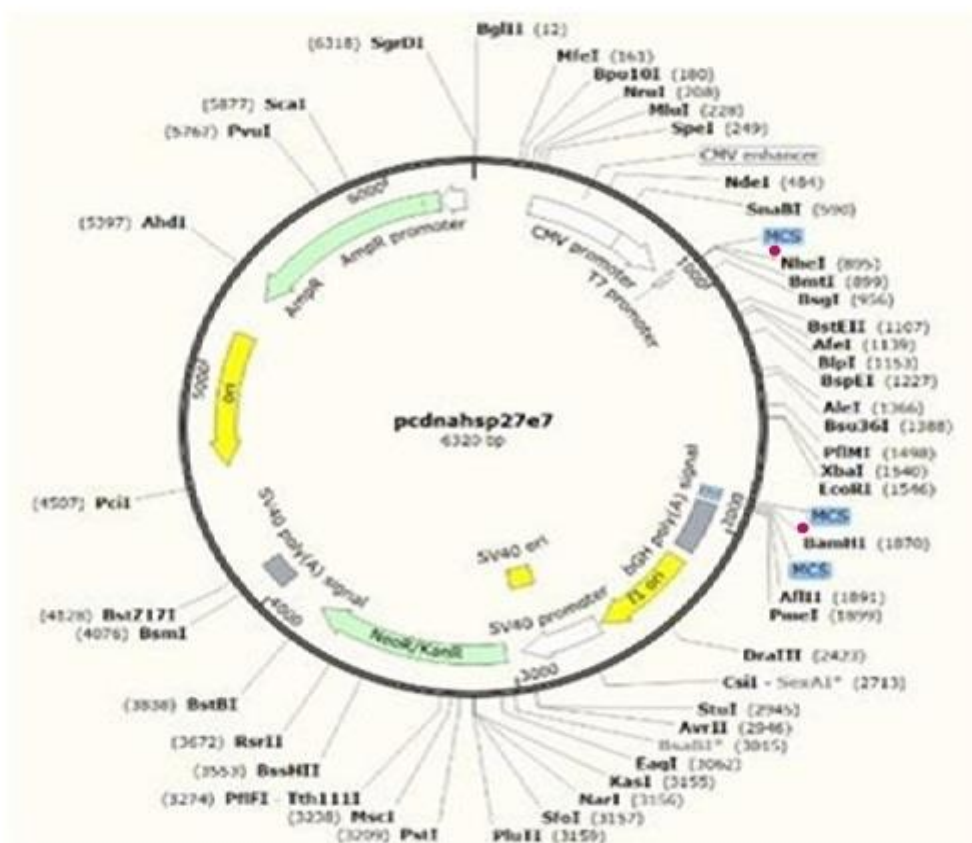 BglII (12)
(6318) SgrDI
MfeI (161)
Bpu10I (180)
NruI (208)
MluI (228)
SpeI (249)
CMV enhancer
NdeI (484)
SnaBI (590)
MCS
NheI (895)
BmtI (899)
BsgI (956)
BstEII (1107)
AfeI (1139)
BlpI (1153)
BspEI (1227)
AleI (1366)
Bsu36I (1388)
PflMI (1498)
XbaI (1540)
EcoRI (1546)
MCS
BamHI (1870)
MCS
AflII (1891)
PmeI (1899)
DraIII (2423)
CsiI - SexAI* (2713)
StuI (2945)
AvrII (2946)
BsaBI* (3015)
EagI (3062)
KasI (3155)
NarI (3156)
SfoI (3157)
PluTI (3159)
(3209) PstI
(3238) MscI
(3274) PflFI - Tth111I
(3553) BssHII
(3672) RsrII
(3838) BstBI
(4076) BsmI
(4128) BstZ17I
(4507) PciI
(5397) AhdI
(5767) PvuI
(5877) ScaI
CMV promoter
T7 promoter
1000
2000
3000
4000
5000
6000
AmpR promoter
AmpR
ori
pcdnahsp27e7
6320 bp
bGH poly(A) signal
f1 ori
SV40 ori
SV40 promoter
NeoR/KanR
SV40 poly(A) signal